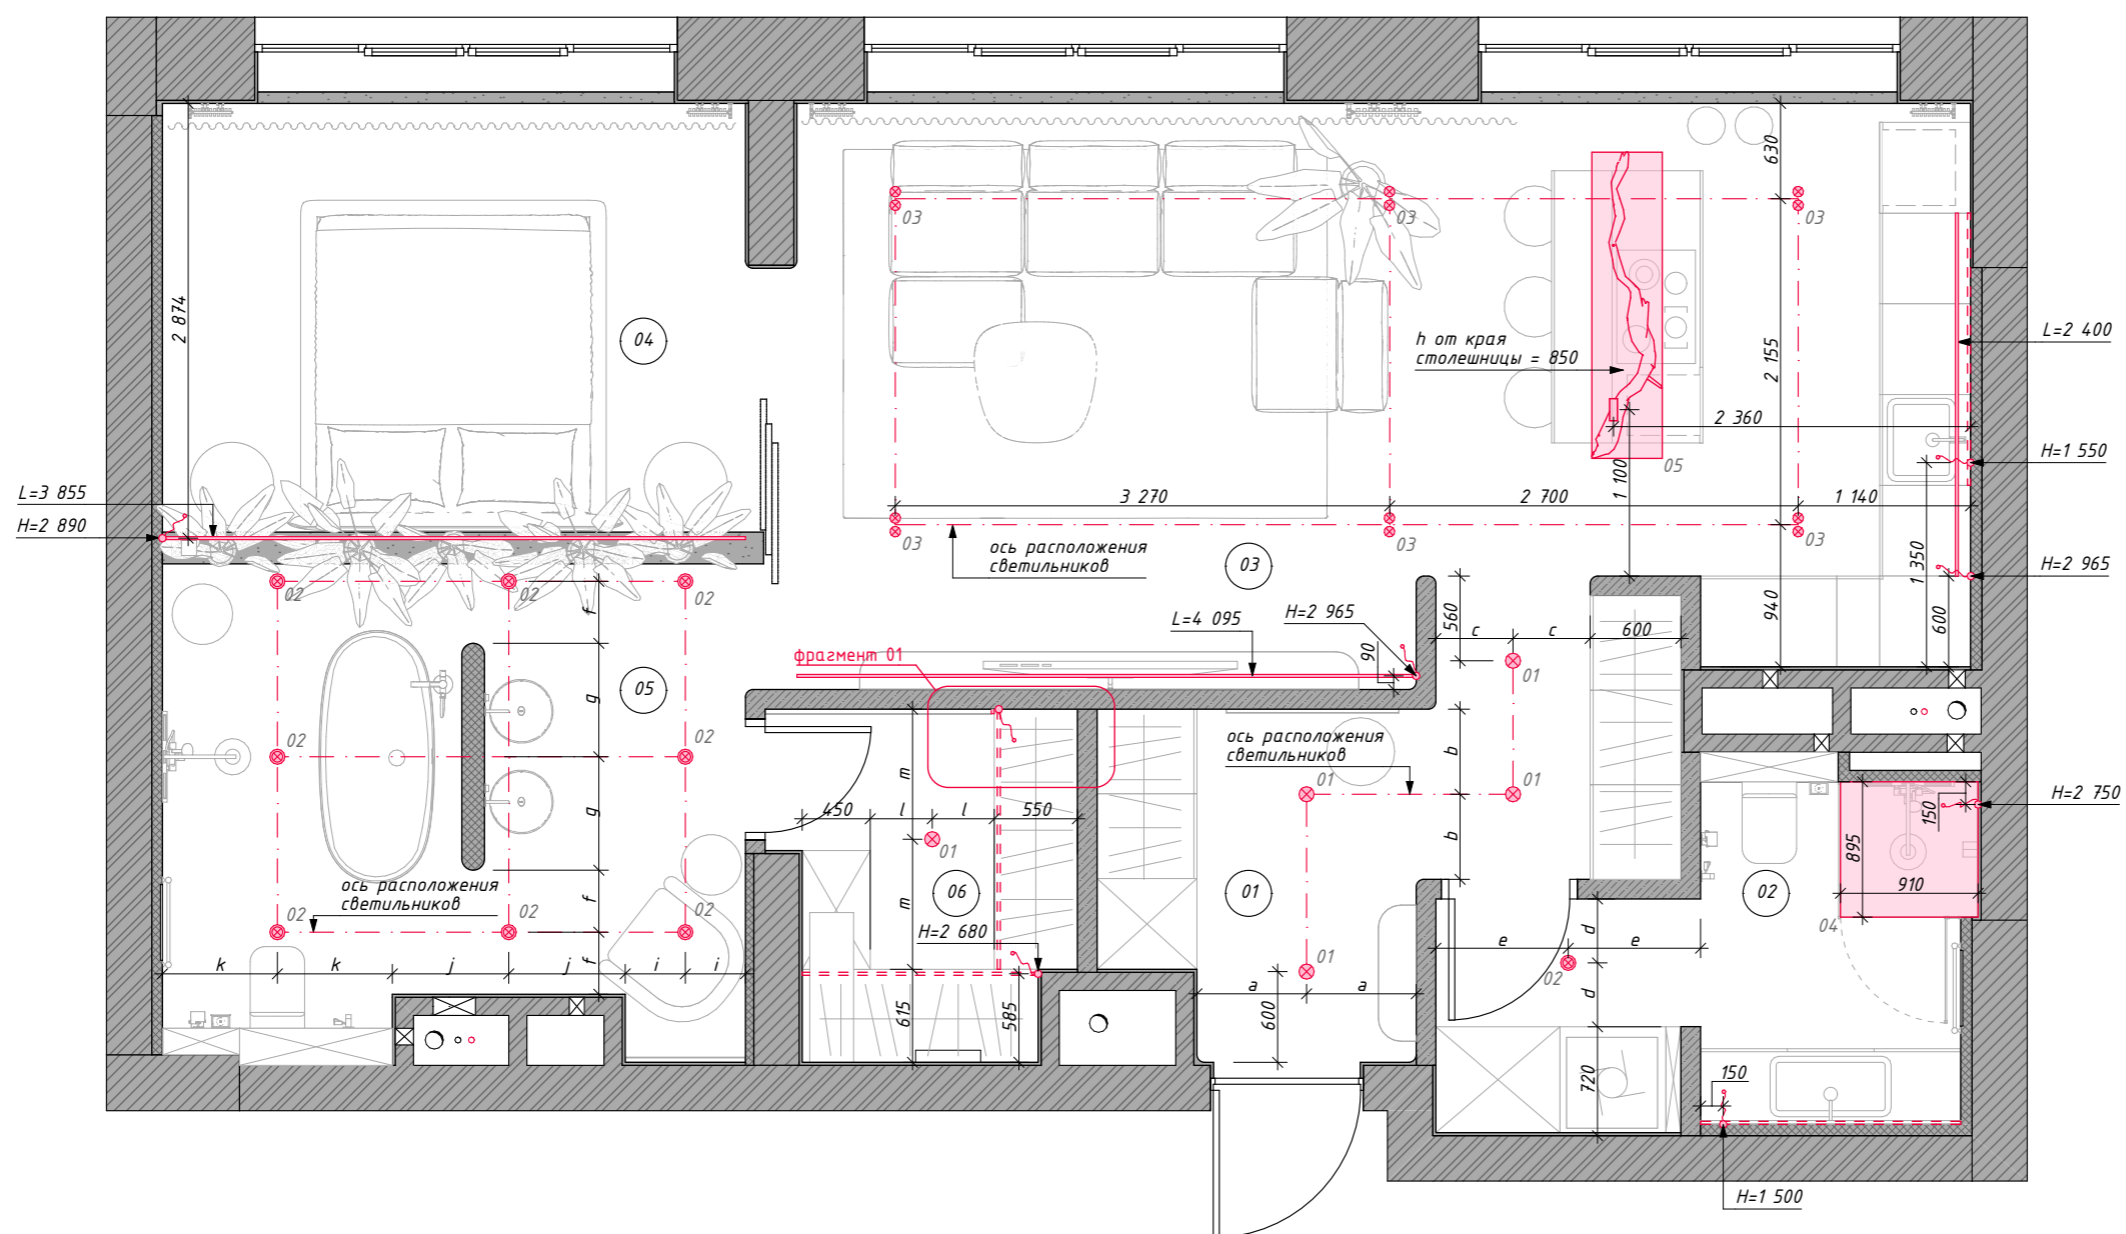 630
03
03
03
2 874
04
h от края
столешницы = 850
2 155
L=2 400
2 360
05
1 100
H=1 550
L=3 855
H=2 890
3 270
2 700
1 140
03
03
03
ось расположения
светильников
03
1 350
H=2 965
02
02
02
f
560
L=4 095
H=2 965
c
c
600
940
600
90
фрагмент 01
01
05
g
02
02
ось расположения
светильников
b
m
01
01
450
l
l
550
g
01
b
150
H=2 750
895
910
ось расположения
светильников
f
06
01
02
m
02
02
02
H=2 680
04
d
e
e
01
02
k
k
j
j
i
i
f
a
a
d
615
585
600
720
150
H=1 500